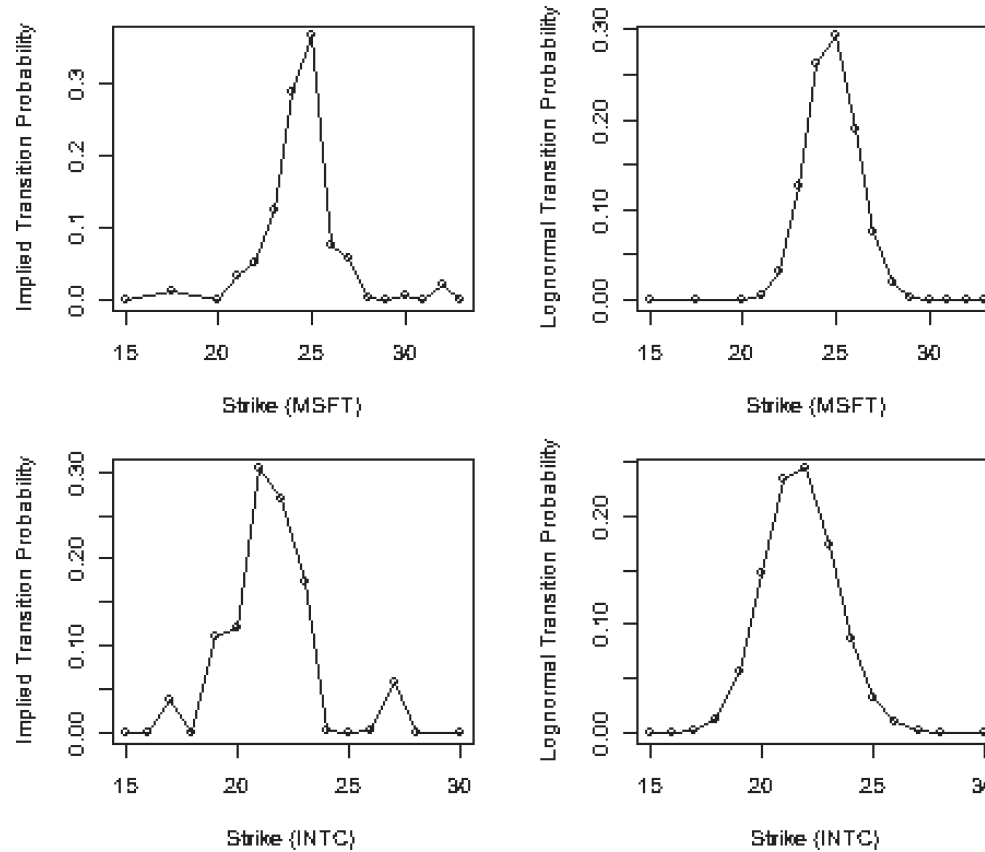 Implied Transition Probability
0.0 0.1 0.2 0.3
15 20 25 30
Strike (MSFT)
Lognormal Transition Probability
0.00 0.10 0.20 0.30
15 20 25 30
Strike (MSFT)
Implied Transition Probability
0.00 0.10 0.20 0.30
15 20 25 30
Strike (INTC)
Lognormal Transition Probability
0.00 0.10 0.20
15 20 25 30
Strike (INTC)